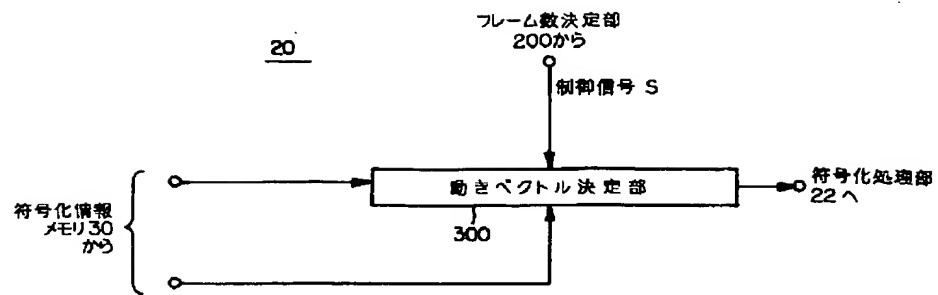 フレーム数決定部
200から
20
制御信号 S
動きベクトル決定部
符号化処理部
22へ
符号化情報
メモリ30
から
300